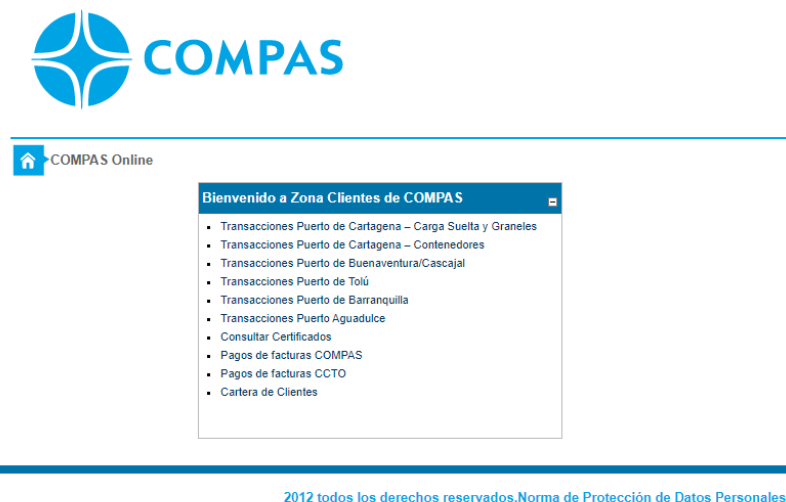 COMPAS
COMPAS Online
Bienvenido a Zona Clientes de COMPAS
Transacciones Puerto de Cartagena – Carga Suelta y Graneles
Transacciones Puerto de Cartagena – Contenedores
Transacciones Puerto de Buenaventura/Cascajal
Transacciones Puerto de Tolú
Transacciones Puerto de Barranquilla
Transacciones Puerto Aguadulce
Consultar Certificados
Pagos de facturas COMPAS
Pagos de facturas CCTO
Cartera de Clientes
2012 todos los derechos reservados.Norma de Protección de Datos Personales